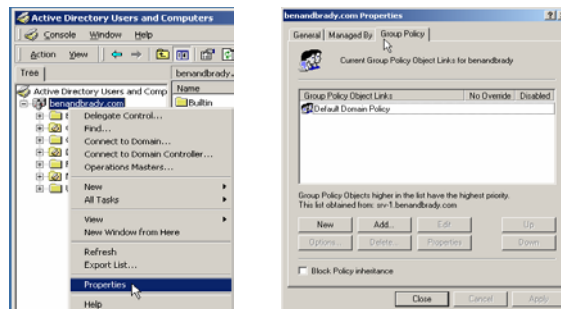 Active Directory Users and Computers
Console Window Help
Action View
Tree
Active Directory Users and Comp
benandbrady.com
benandbrady.
Name
Builtin
Delegate Control...
Find...
Connect to Domain...
Connect to Domain Controller...
Operations Masters...
New
All Tasks
View
New Window from Here
Refresh
Export List...
Properties
Help
benandbrady.com Properties
General Managed By Group Policy
Current Group Policy Object Links for benandbrady
Group Policy Object Links No Override Disabled
Default Domain Policy
Group Policy Objects higher in the list have the highest priority.
This list obtained from: srv-1.benandbrady.com
New Add... Edit Up
Options... Delete... Properties Down
Block Policy inheritance
Close Cancel Apply